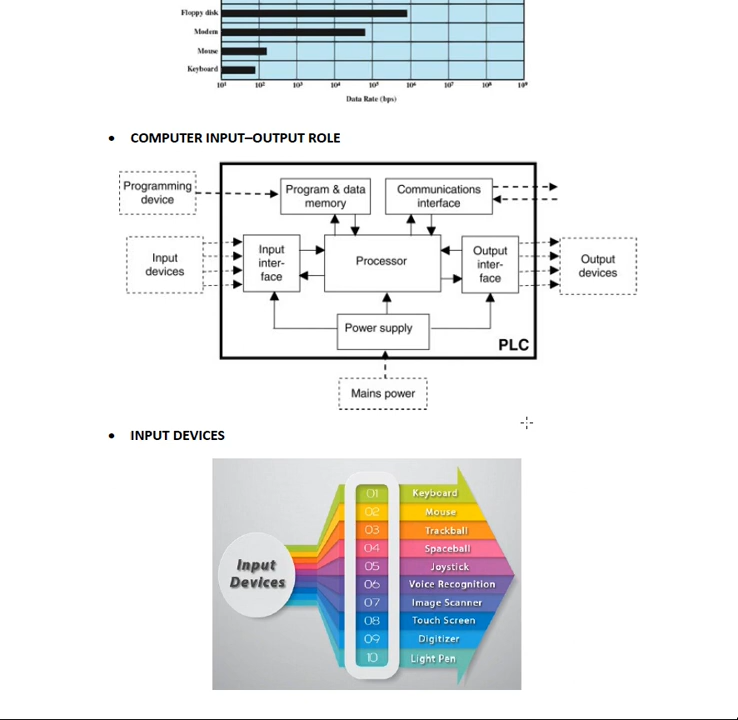 Floppy disk
Modem
Mouse
Keyboard
10¹ 10² 10³ 10⁴ 10⁵ 10⁶ 10⁷ 10⁸ 10⁹
Data Rate (bps)
• COMPUTER INPUT–OUTPUT ROLE
Programming
device
Program & data
memory
Communications
interface
Input
devices
Input
inter-
face
Processor
Output
inter-
face
Output
devices
Power supply
PLC
Mains power
• INPUT DEVICES
Input
Devices
01 Keyboard
02 Mouse
03 Trackball
04 Spaceball
05 Joystick
06 Voice Recognition
07 Image Scanner
08 Touch Screen
09 Digitizer
10 Light Pen